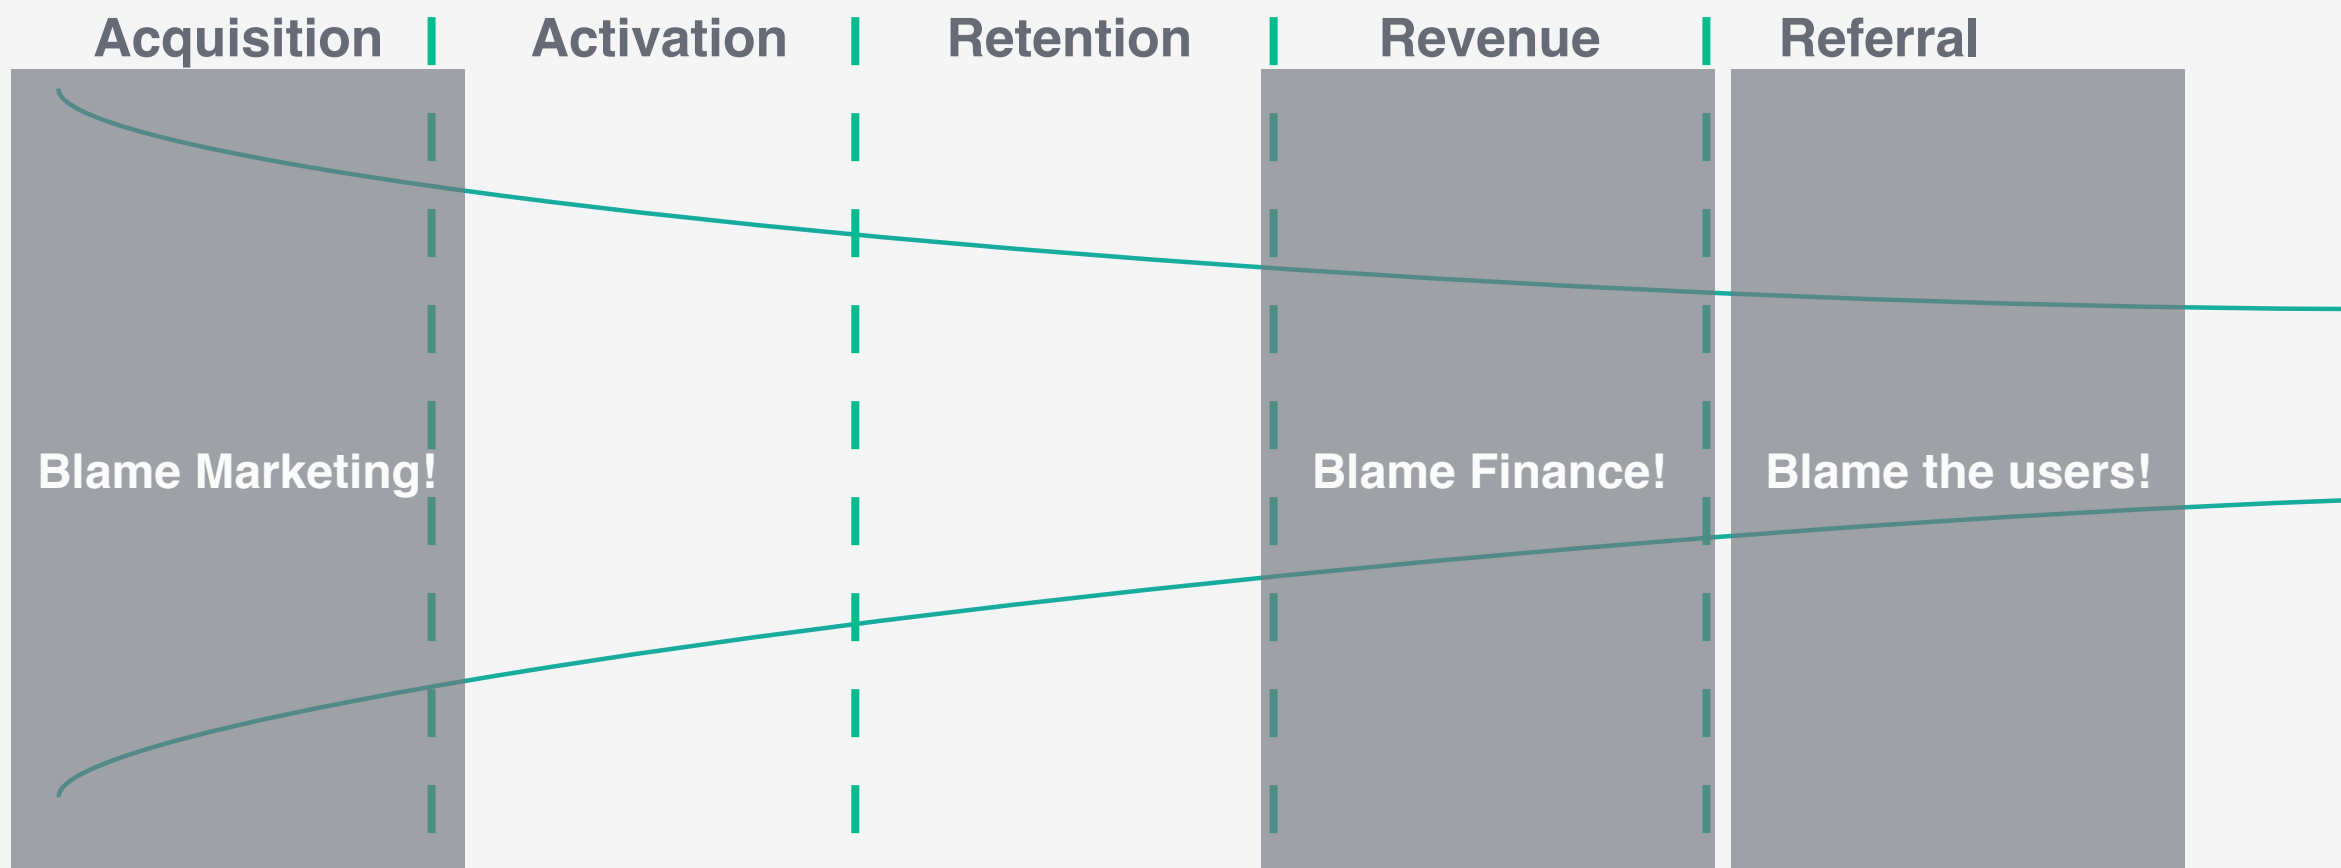 Acquisition
Activation
Retention
Revenue
Referral
Blame Marketing!
Blame Finance!
Blame the users!